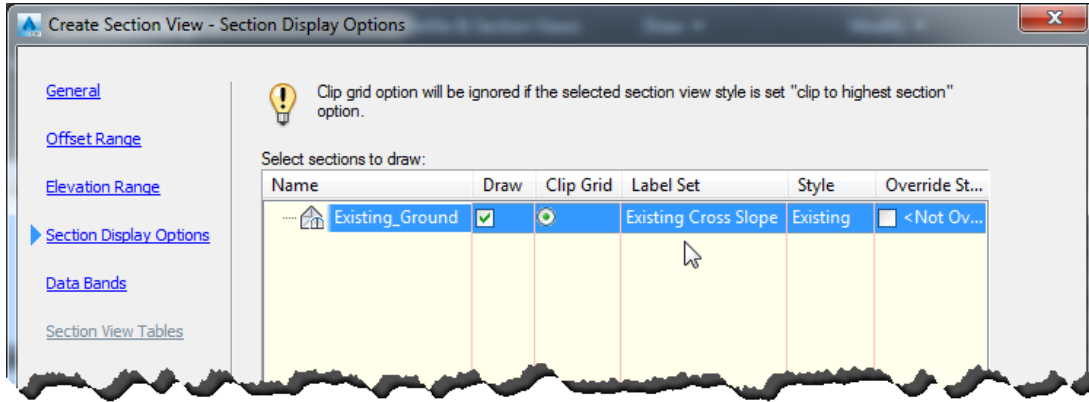 Create Section View - Section Display Options
General
Offset Range
Elevation Range
Section Display Options
Data Bands
Section View Tables
Clip grid option will be ignored if the selected section view style is set "clip to highest section"
option.
Select sections to draw:
Name Draw Clip Grid Label Set Style Override St...
Existing_Ground Existing Cross Slope Existing <Not Ov...